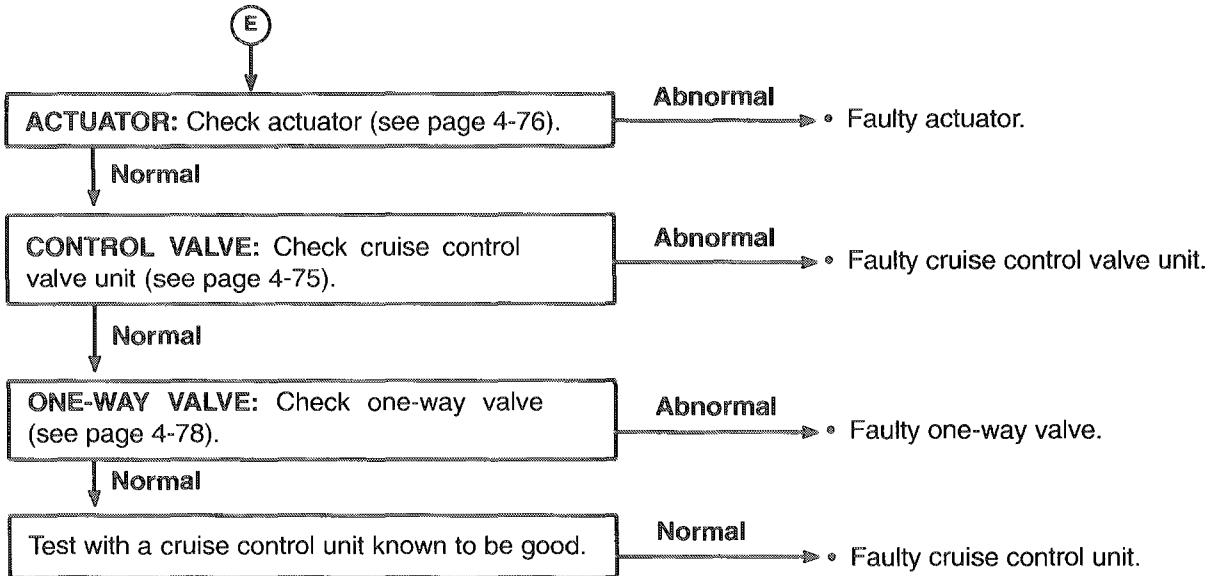 E
ACTUATOR: Check actuator (see page 4-76).
Abnormal
• Faulty actuator.
Normal
CONTROL VALVE: Check cruise control
valve unit (see page 4-75).
Abnormal
• Faulty cruise control valve unit.
Normal
ONE-WAY VALVE: Check one-way valve
(see page 4-78).
Abnormal
• Faulty one-way valve.
Normal
Test with a cruise control unit known to be good.
Normal
• Faulty cruise control unit.